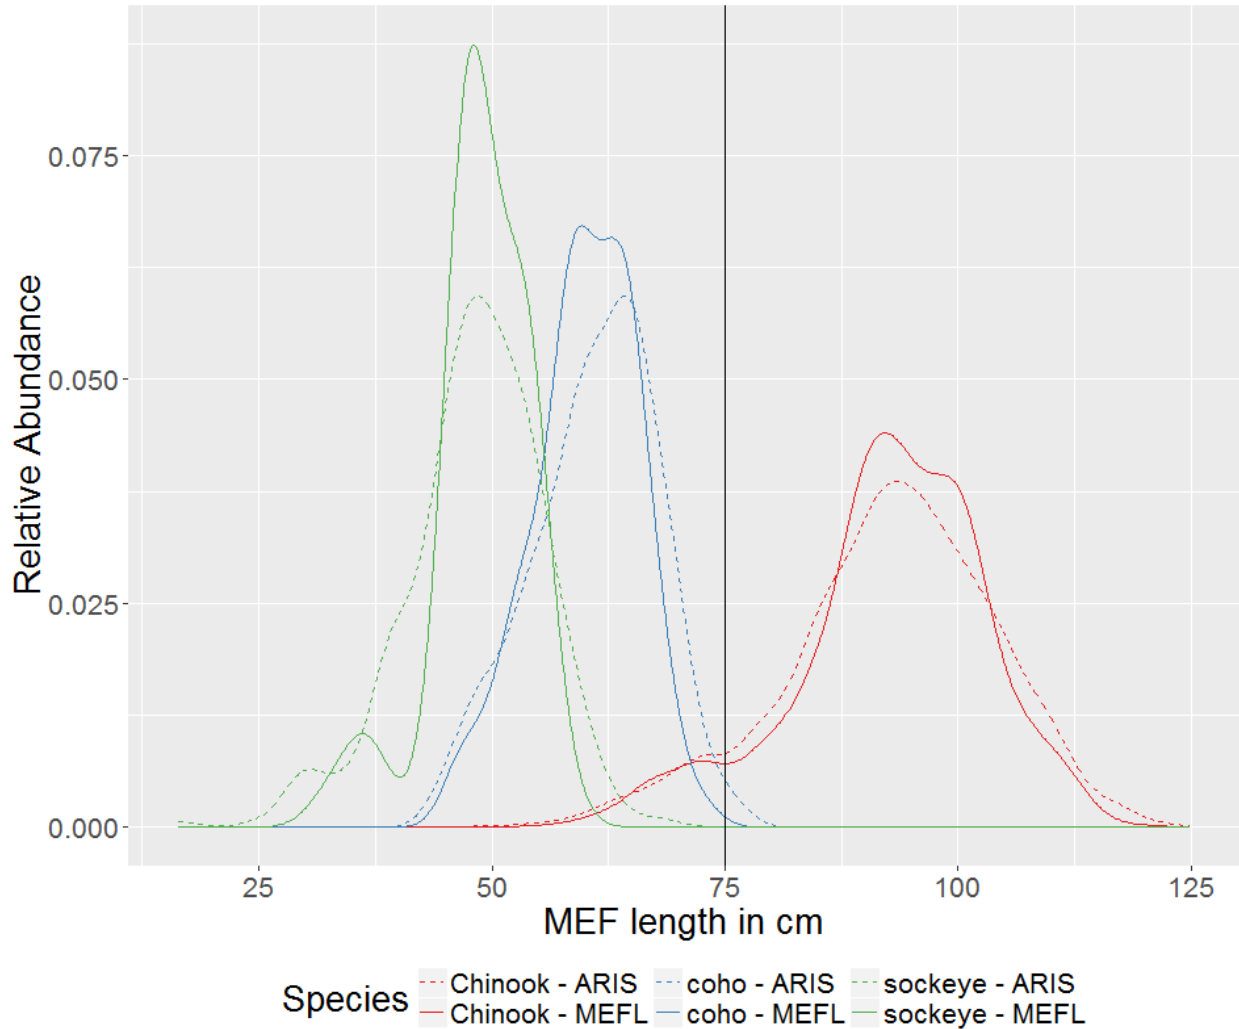 Relative Abundance
0.075
0.050
0.025
0.000
25 50 75 100 125
MEF length in cm
Species
Chinook - ARIS coho - ARIS sockeye - ARIS
Chinook - MEFL coho - MEFL sockeye - MEFL